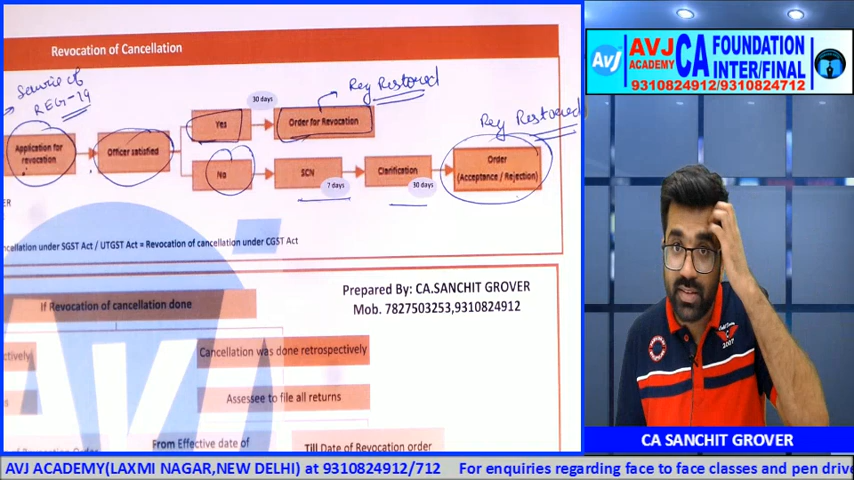 Revocation of Cancellation
Service of
REG-19
30 days
Reg Restored
Reg Restored
Application for
revocation
Officer satisfied
Yes
Order for Revocation
No
SCN
7 days
Clarification
30 days
Order
(Acceptance / Rejection)
ER
ncellation under SGST Act / UTGST Act = Revocation of cancellation under CGST Act
Prepared By: CA.SANCHIT GROVER
Mob. 7827503253,9310824912
If Revocation of cancellation done
ectively
Cancellation was done retrospectively
Assessee to file all returns
From Effective date of
Till Date of Revocation order
AVJ
AVJ
ACADEMY
CA
FOUNDATION
INTER/FINAL
9310824912/9310824712
2007
CA SANCHIT GROVER
AVJ ACADEMY(LAXMI NAGAR,NEW DELHI) at 9310824912/712 For enquiries regarding face to face classes and pen drive